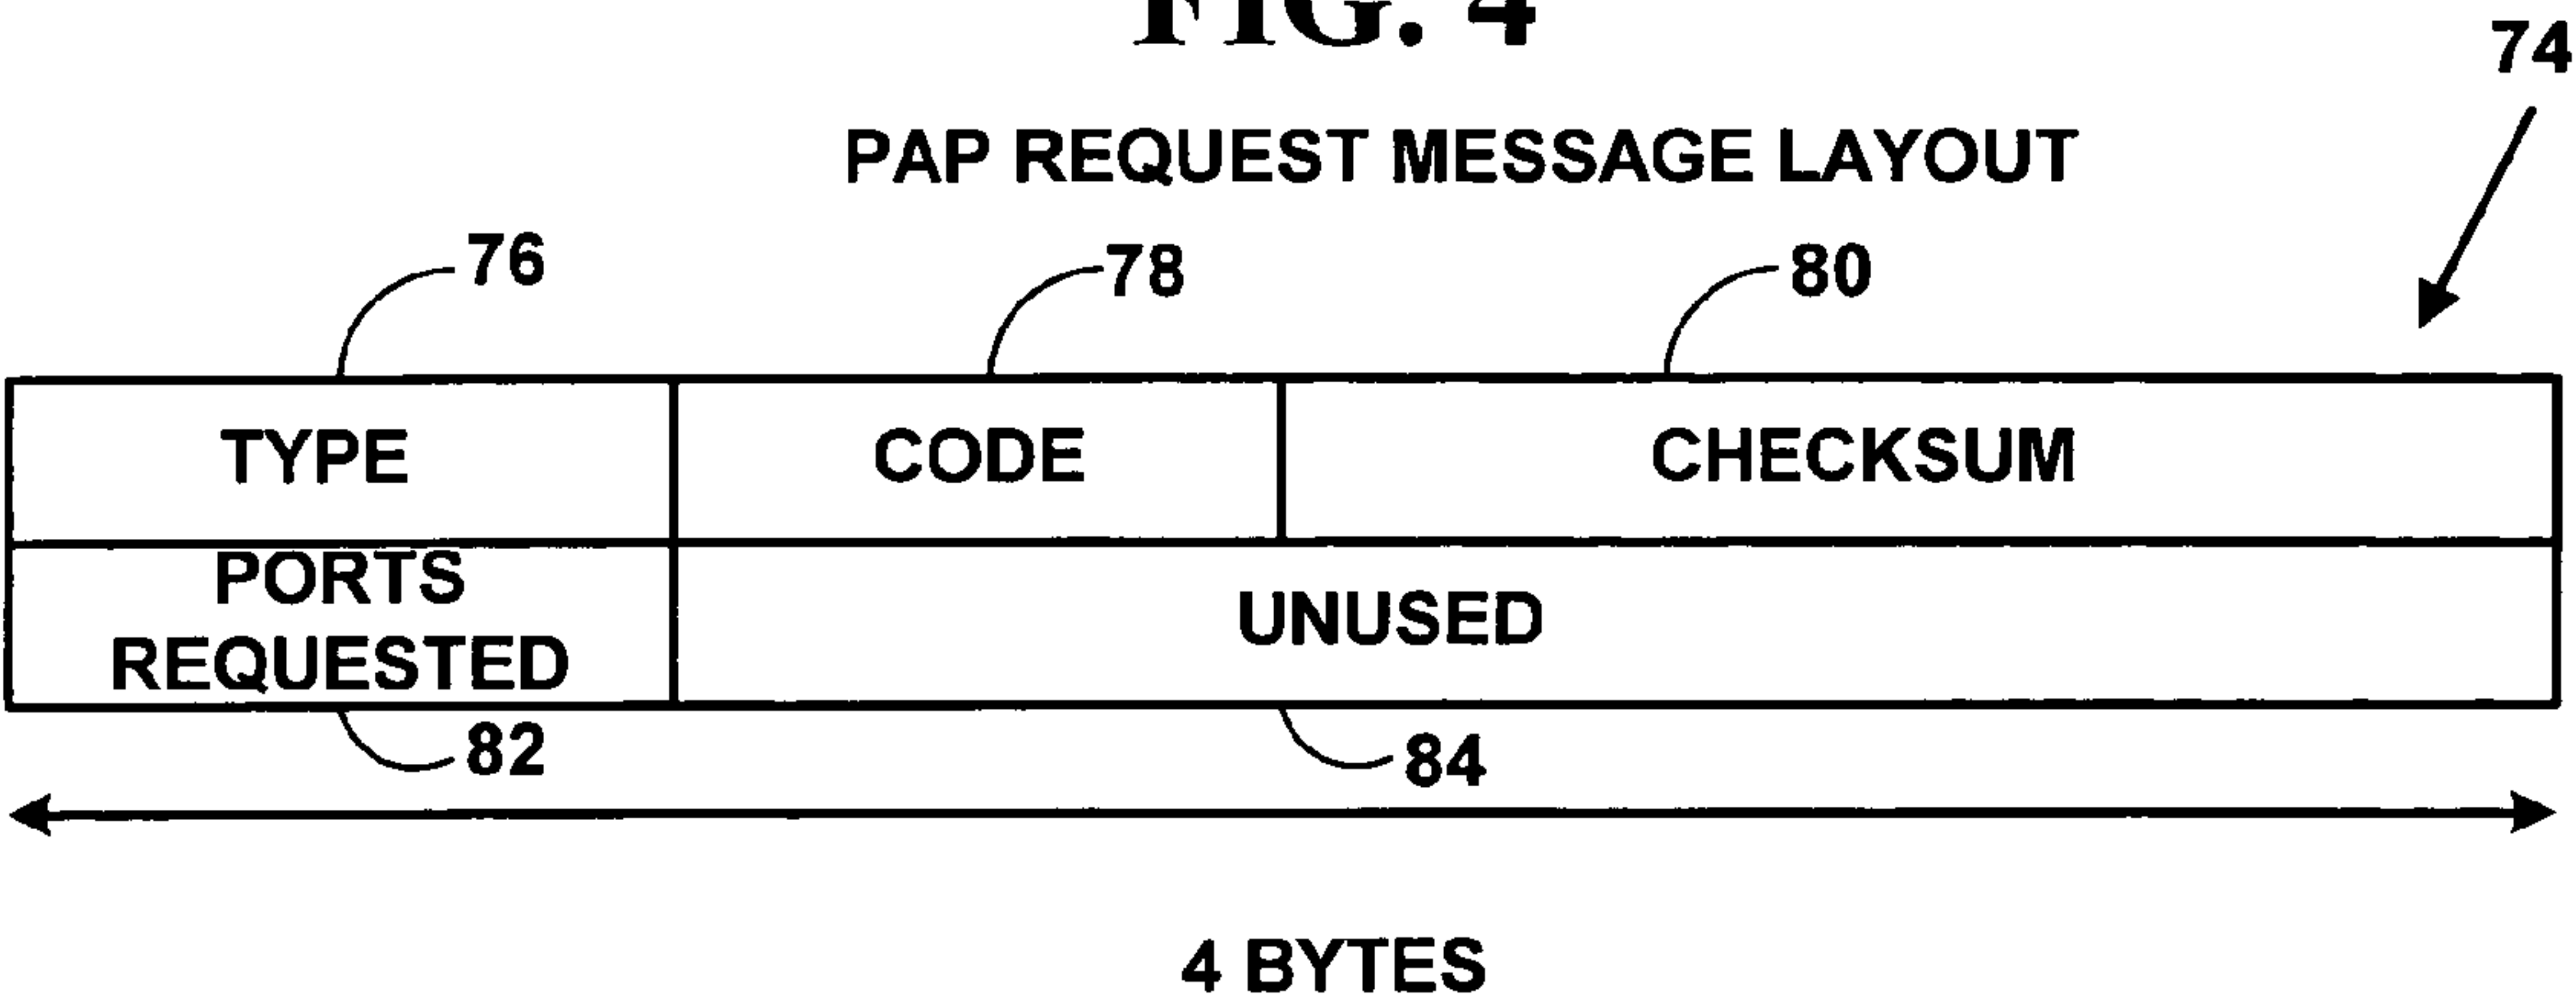 FIG. 4
74
PAP REQUEST MESSAGE LAYOUT
76 78 80
TYPE CODE CHECKSUM
PORTS
REQUESTED
UNUSED
82 84
4 BYTES